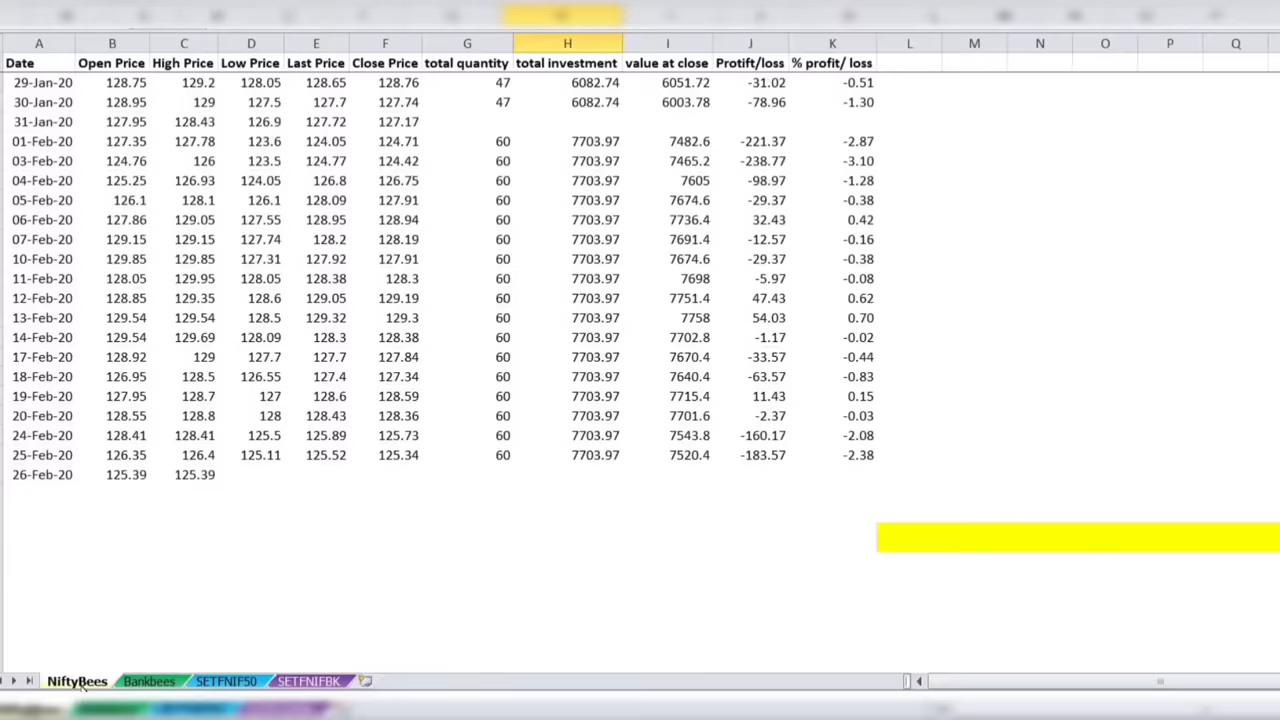 A B C D E F G H I J K L M N O P Q
Date Open Price High Price Low Price Last Price Close Price total quantity total investment value at close Protift/loss % profit/ loss
29-Jan-20 128.75 129.2 128.05 128.65 128.76 47 6082.74 6051.72 -31.02 -0.51
30-Jan-20 128.95 129 127.5 127.7 127.74 47 6082.74 6003.78 -78.96 -1.30
31-Jan-20 127.95 128.43 126.9 127.72 127.17
01-Feb-20 127.35 127.78 123.6 124.05 124.71 60 7703.97 7482.6 -221.37 -2.87
03-Feb-20 124.76 126 123.5 124.77 124.42 60 7703.97 7465.2 -238.77 -3.10
04-Feb-20 125.25 126.93 124.05 126.8 126.75 60 7703.97 7605 -98.97 -1.28
05-Feb-20 126.1 128.1 126.1 128.09 127.91 60 7703.97 7674.6 -29.37 -0.38
06-Feb-20 127.86 129.05 127.55 128.95 128.94 60 7703.97 7736.4 32.43 0.42
07-Feb-20 129.15 129.15 127.74 128.2 128.19 60 7703.97 7691.4 -12.57 -0.16
10-Feb-20 129.85 129.85 127.31 127.92 127.91 60 7703.97 7674.6 -29.37 -0.38
11-Feb-20 128.05 129.95 128.05 128.38 128.3 60 7703.97 7698 -5.97 -0.08
12-Feb-20 128.85 129.35 128.6 129.05 129.19 60 7703.97 7751.4 47.43 0.62
13-Feb-20 129.54 129.54 128.5 129.32 129.3 60 7703.97 7758 54.03 0.70
14-Feb-20 129.54 129.69 128.09 128.3 128.38 60 7703.97 7702.8 -1.17 -0.02
17-Feb-20 128.92 129 127.7 127.7 127.84 60 7703.97 7670.4 -33.57 -0.44
18-Feb-20 126.95 128.5 126.55 127.4 127.34 60 7703.97 7640.4 -63.57 -0.83
19-Feb-20 127.95 128.7 127 128.6 128.59 60 7703.97 7715.4 11.43 0.15
20-Feb-20 128.55 128.8 128 128.43 128.36 60 7703.97 7701.6 -2.37 -0.03
24-Feb-20 128.41 128.41 125.5 125.89 125.73 60 7703.97 7543.8 -160.17 -2.08
25-Feb-20 126.35 126.4 125.11 125.52 125.34 60 7703.97 7520.4 -183.57 -2.38
26-Feb-20 125.39 125.39
NiftyBees Bankbees SETFNIF50 SETFNIFBK